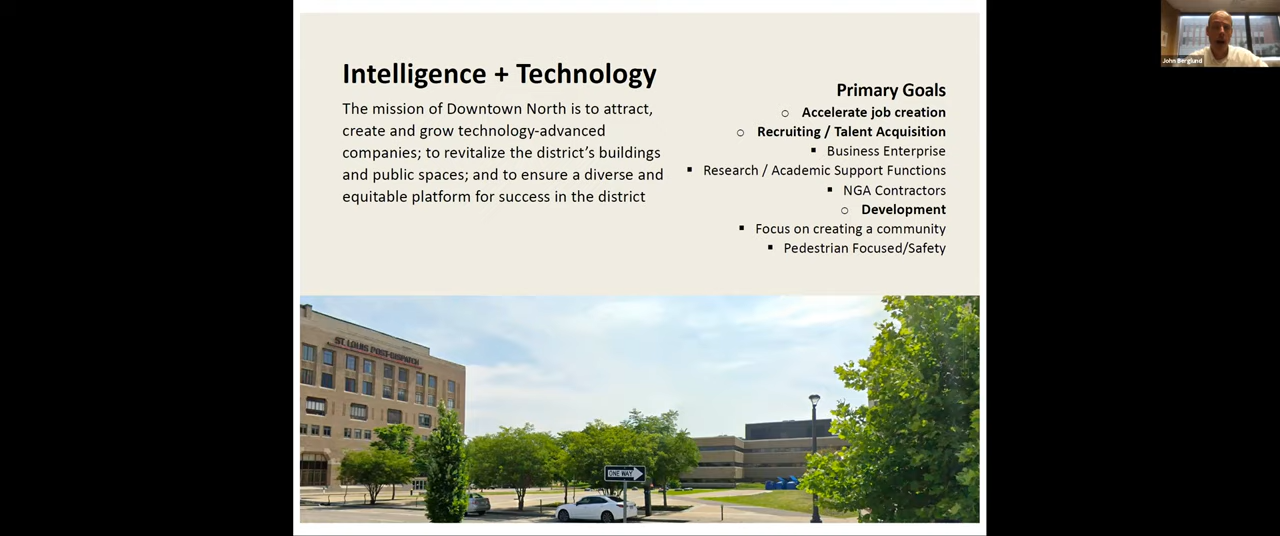 Intelligence + Technology
The mission of Downtown North is to attract,
create and grow technology-advanced
companies; to revitalize the district's buildings
and public spaces; and to ensure a diverse and
equitable platform for success in the district
Primary Goals
Accelerate job creation
Recruiting / Talent Acquisition
Business Enterprise
Research / Academic Support Functions
NGA Contractors
Development
Focus on creating a community
Pedestrian Focused/Safety
John Berglund
ST. LOUIS POST-DISPATCH
ONE WAY